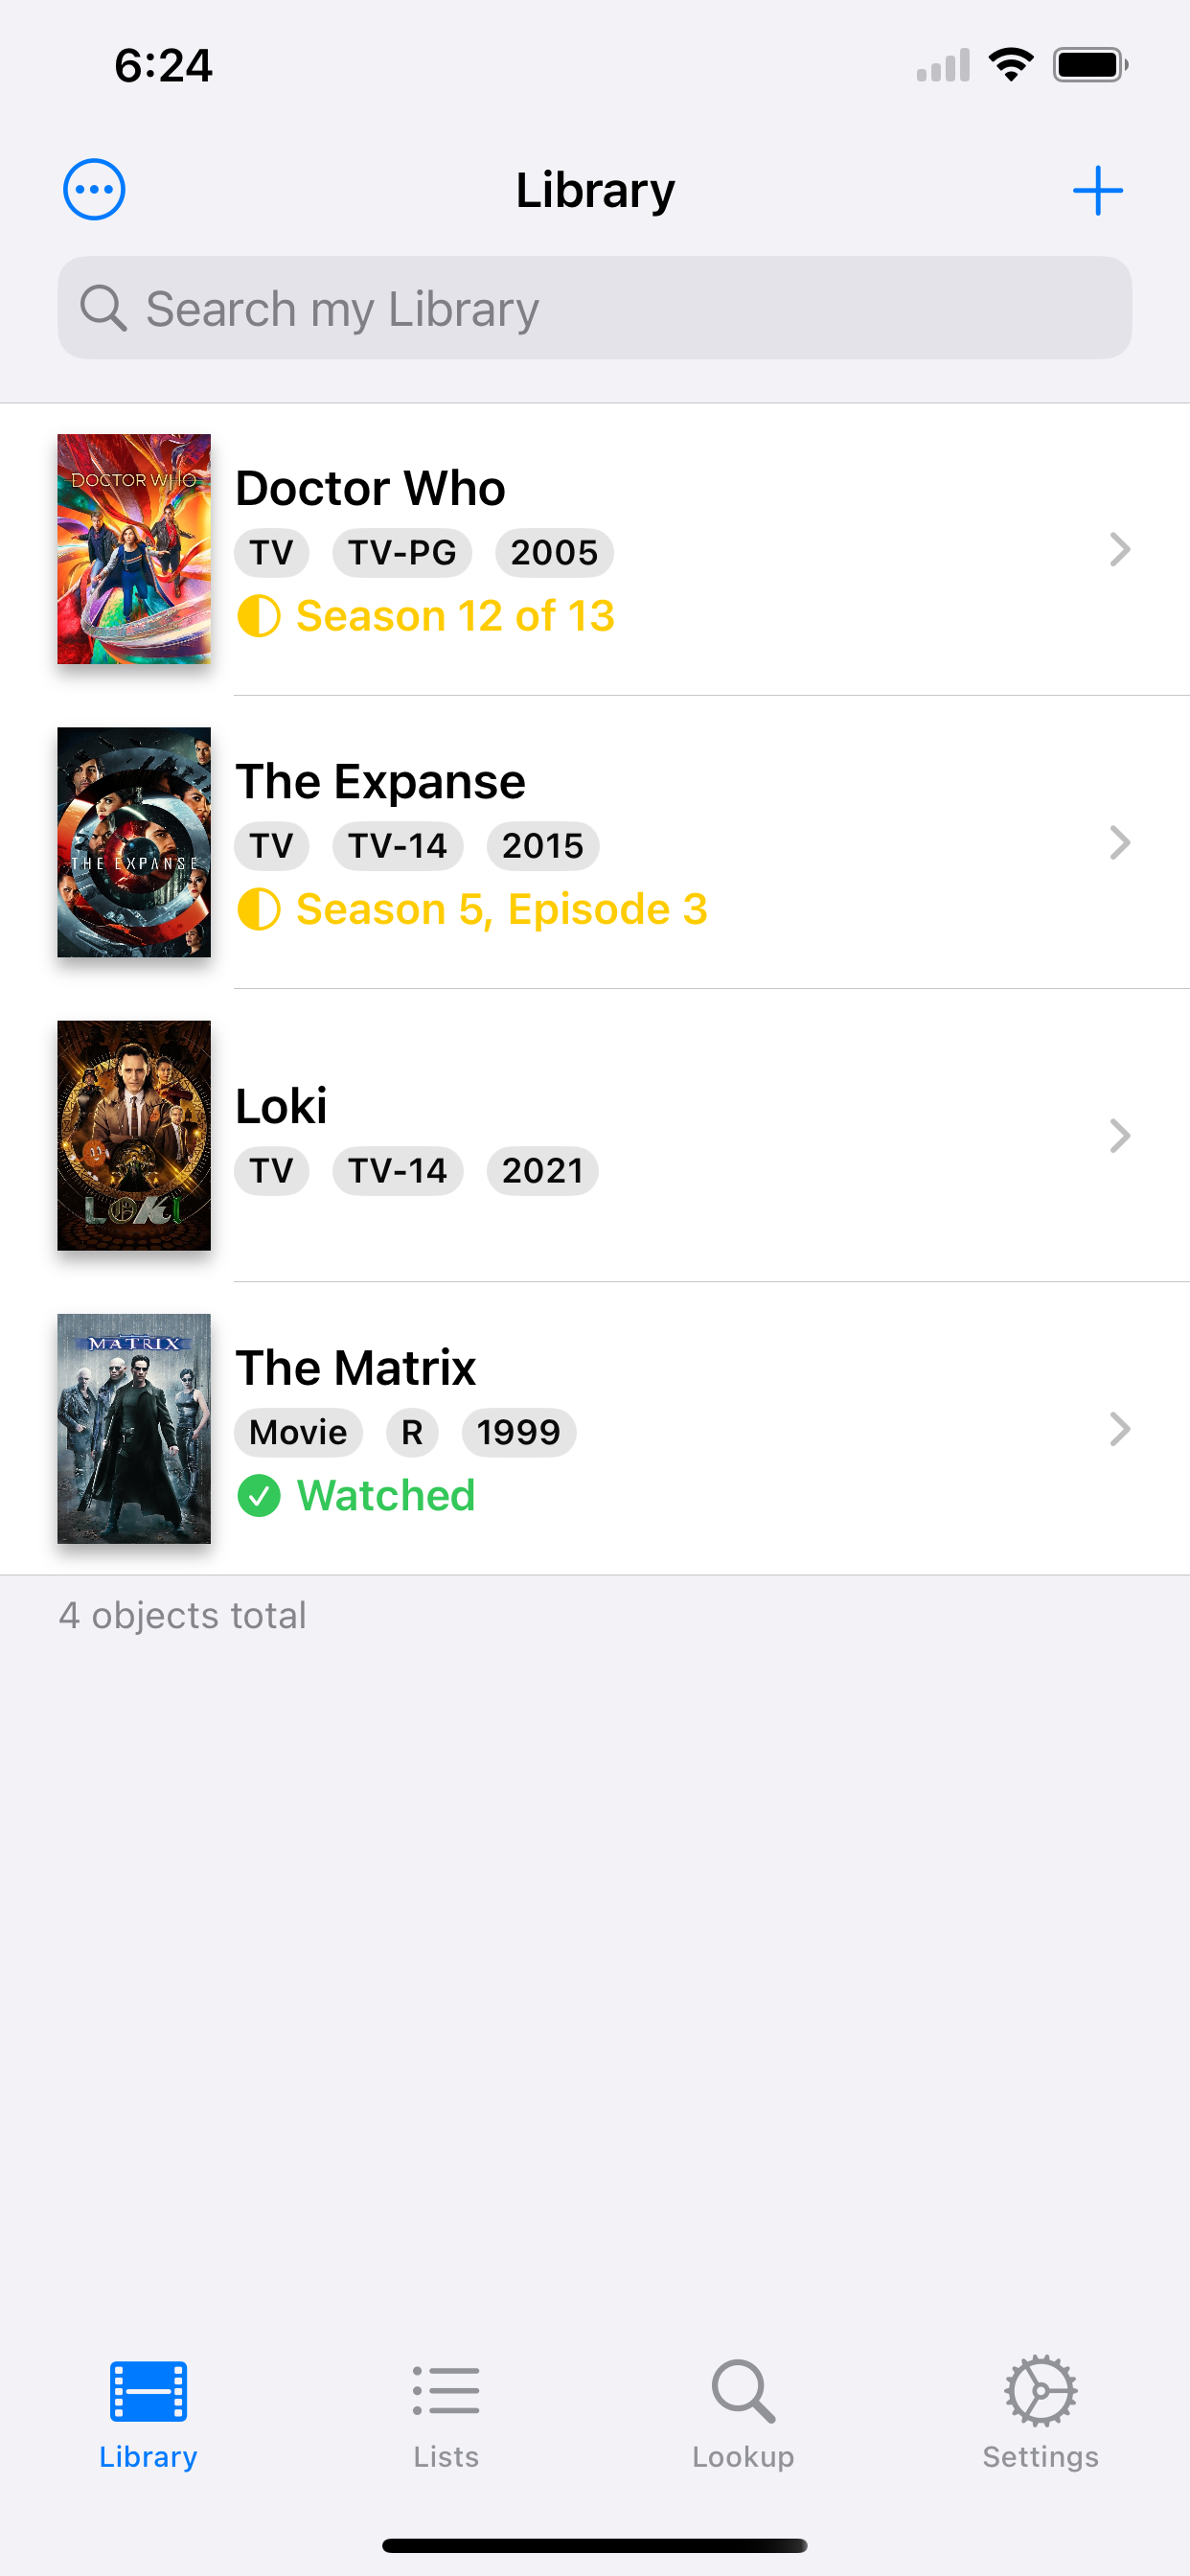 6:24
Library
Search my Library
DOCTOR WHO
Doctor Who
TV TV-PG 2005
Season 12 of 13
The Expanse
TV TV-14 2015
THE EXPANSE
Season 5, Episode 3
Loki
TV TV-14 2021
LOKI
MATRIX
The Matrix
Movie R 1999
Watched
4 objects total
Library Lists Lookup Settings